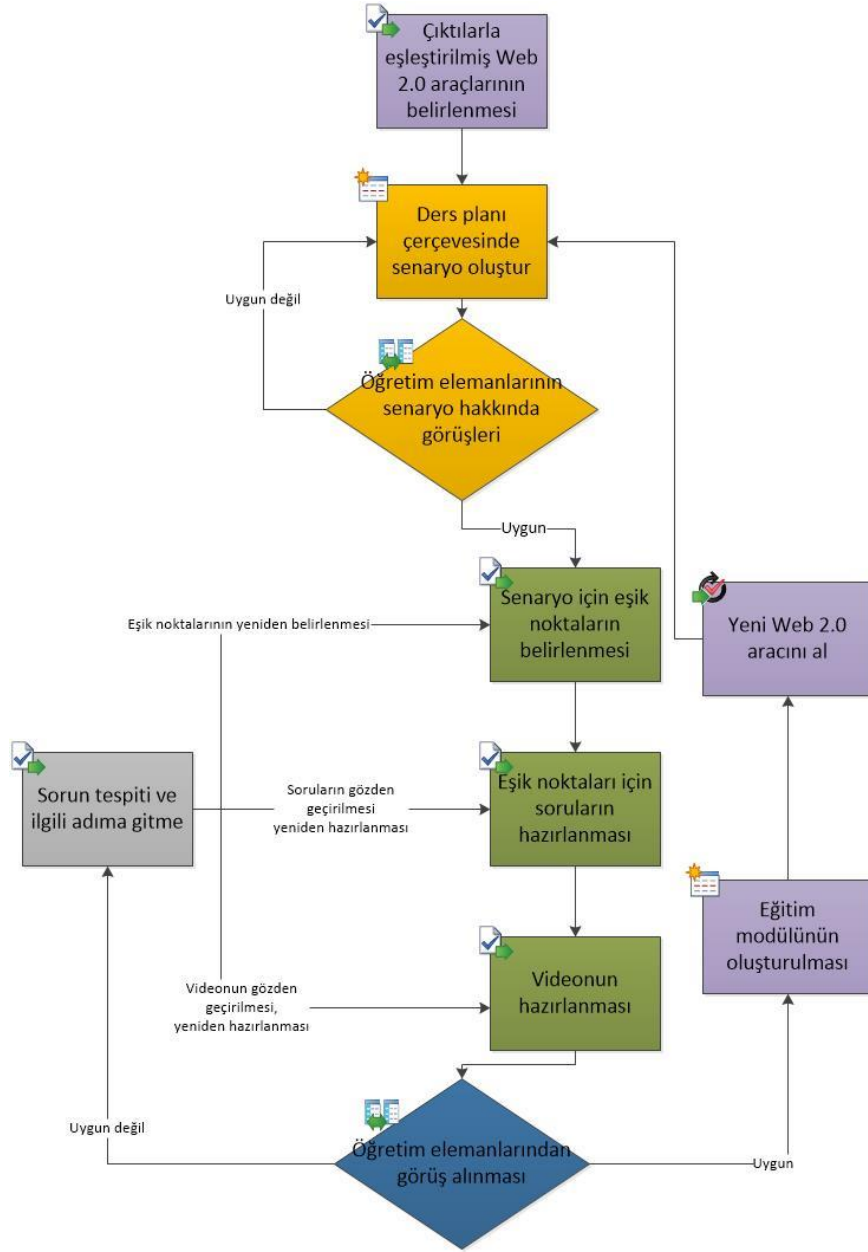 Çıktılarla
eşleştirilmiş Web
2.0 araçlarının
belirlenmesi
Ders planı
çerçevesinde
senaryo oluştur
Uygun değil
Öğretim elemanlarının
senaryo hakkında
görüşleri
Uygun
Senaryo için eşik
noktaların
belirlenmesi
Yeni Web 2.0
aracını al
Eşik noktalarının yeniden belirlenmesi
Sorun tespiti ve
ilgili adıma gitme
Soruların gözden
geçirilmesi
yeniden hazırlanması
Eşik noktaları için
soruların
hazırlanması
Eğitim
modülünün
oluşturulması
Videonun gözden
geçirilmesi,
yeniden hazırlanması
Videonun
hazırlanması
Uygun değil
Öğretim elemanlarından
görüş alınması
Uygun